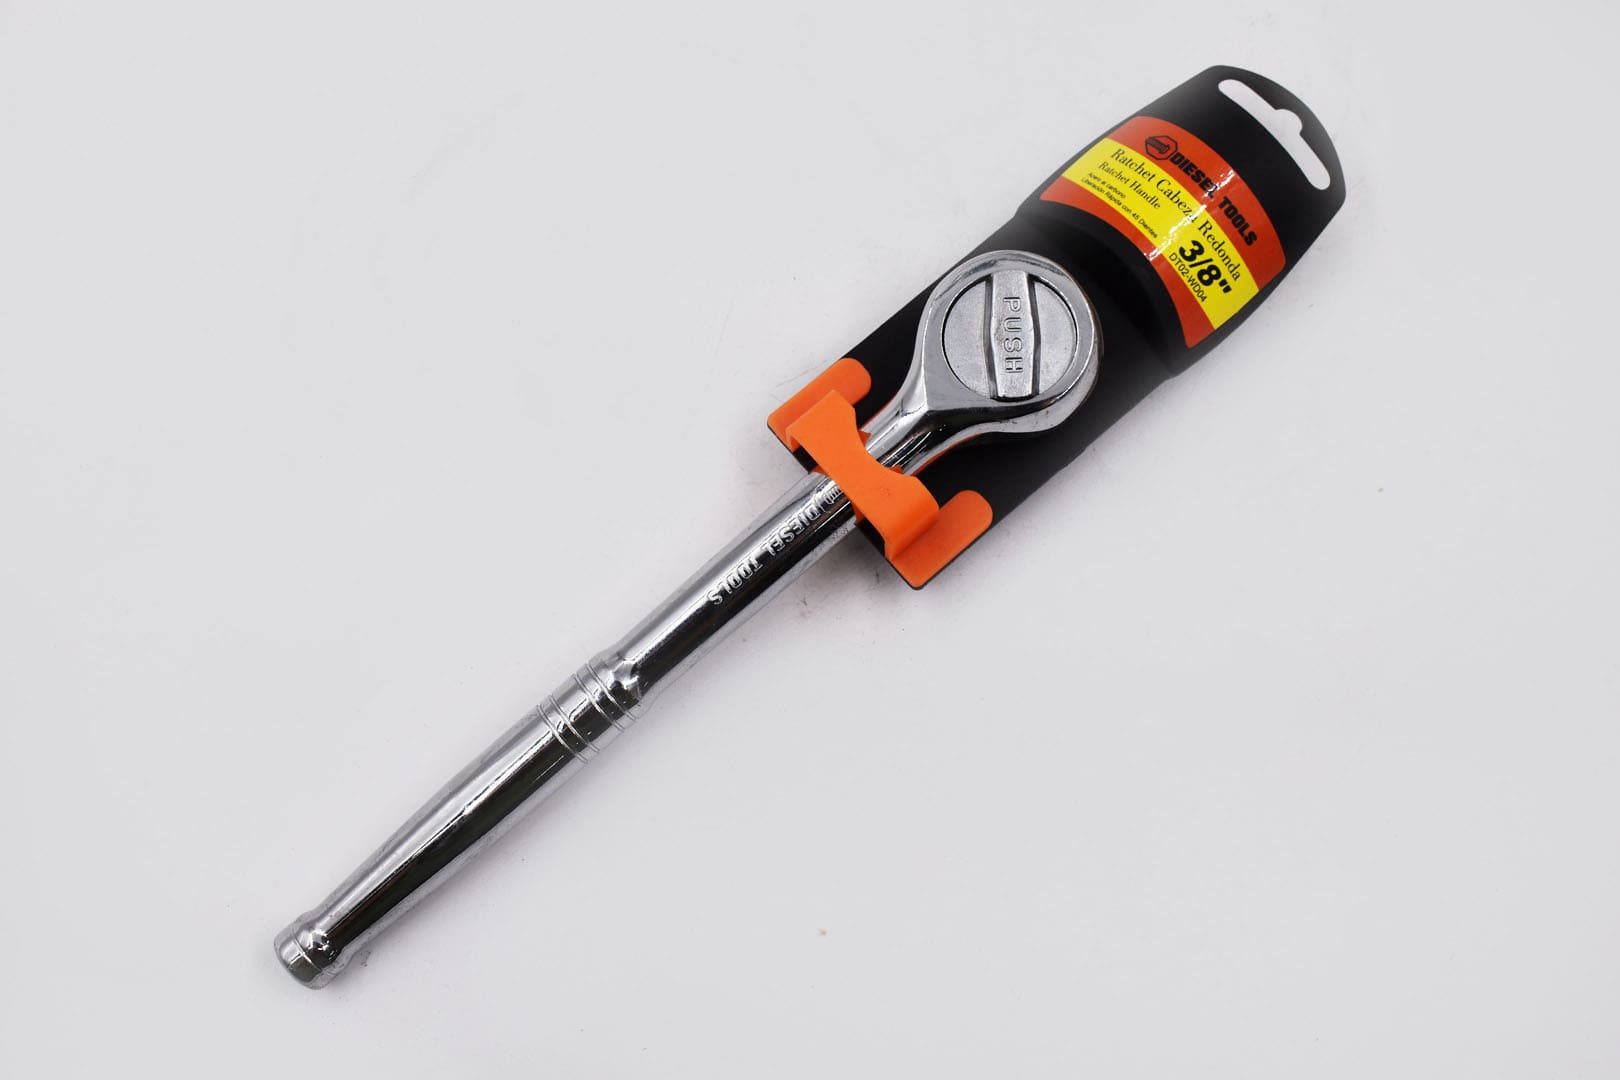 DIESEL TOOLS
Ratchet Cabeza Redonda
Ratchet Handle
3/8"
Acero al carbono
Liberación Rápida con 45 Dientes
DT02-WD04
PUSH
DIESEL TOOLS